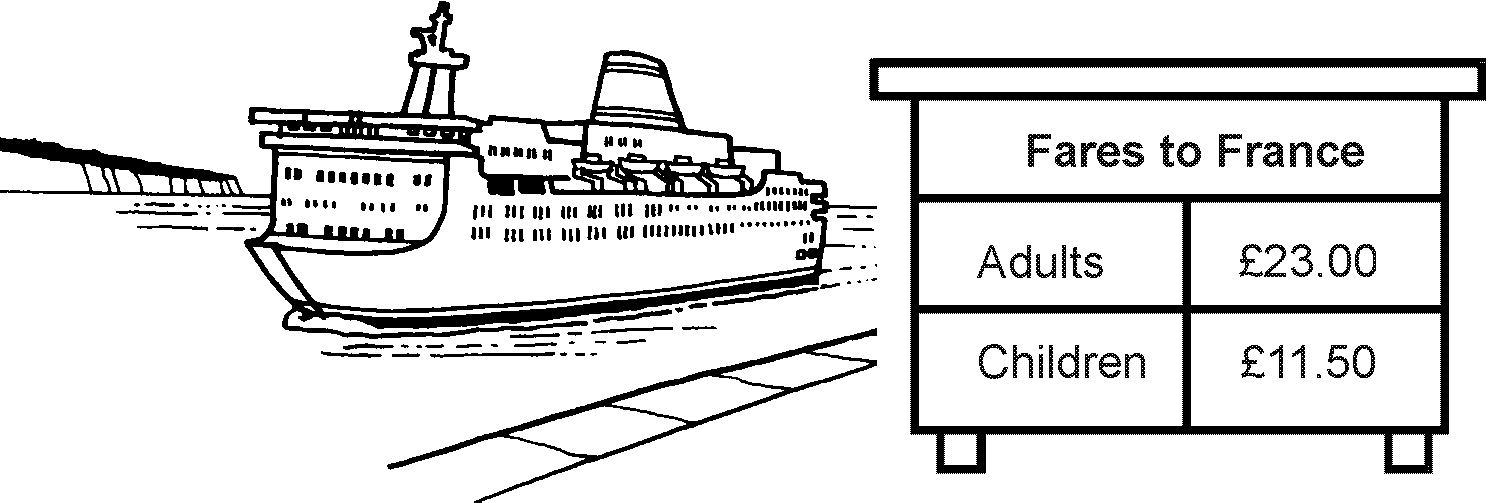 Fares to France
Adults £23.00
Children £11.50